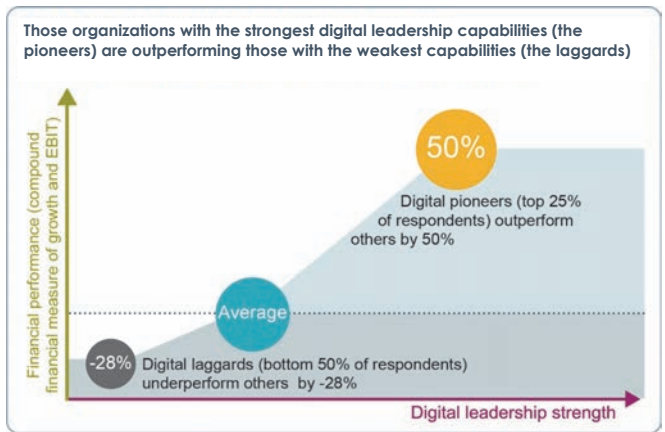 Those organizations with the strongest digital leadership capabilities (the
pioneers) are outperforming those with the weakest capabilities (the laggards)
Financial performance (compound
financial measure of growth and EBIT)
50%
Digital pioneers (top 25%
of respondents) outperform
others by 50%
Average
-28%
Digital laggards (bottom 50% of respondents)
underperform others by -28%
Digital leadership strength